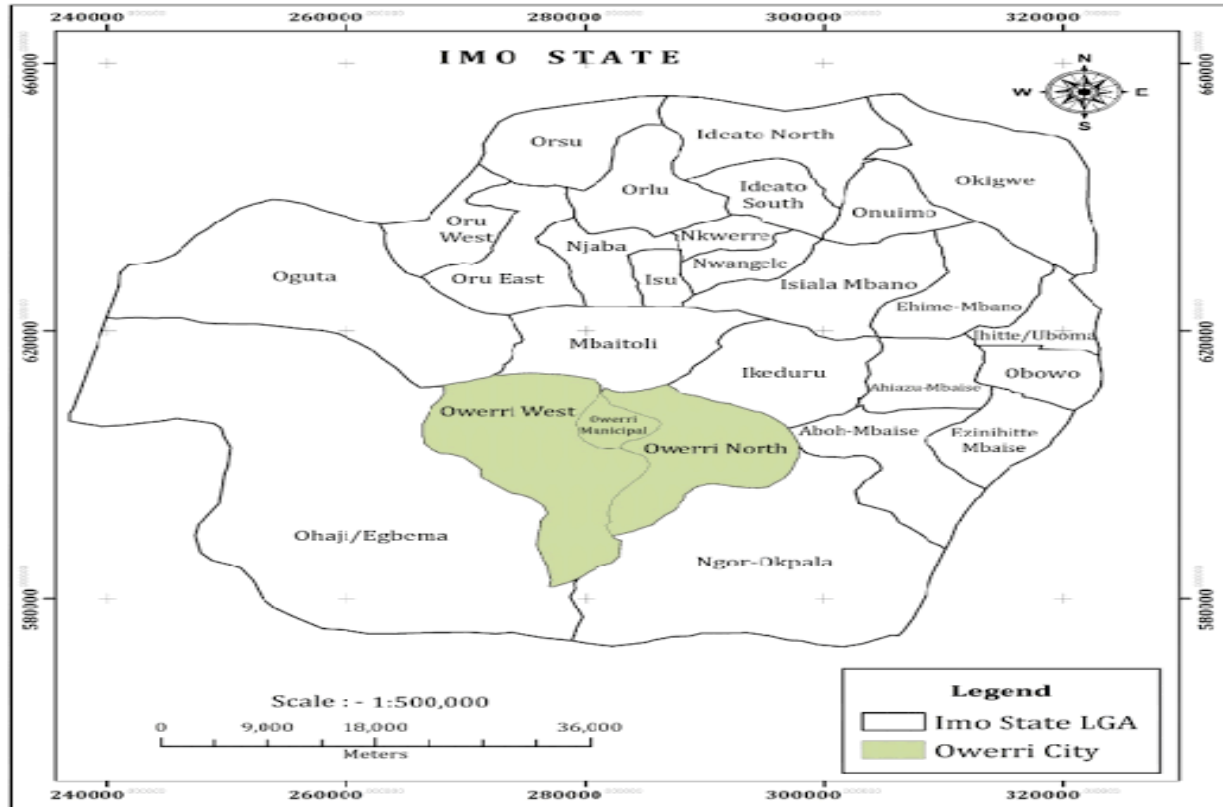 240000 260000 280000 300000 320000
IMO STATE
660000
660000
N
W
E
S
Orsu
Ideato North
Okigwe
Orlu
Ideato
South
Onuimo
Oru
West
Njaba
Nkwerre
Nwangele
Oguta
Oru East
Isu
Isiala Mbano
Ehime-Mbano
620000
620000
Mbaitoli
Ihitte/Uboma
Ikeduru
Obowo
Ahiazu-Mbaise
Owerri West
Owerri
Municipal
Owerri North
Aboh-Mbaise
Ezinihitte
Mbaise
Ohaji/Egbema
Ngor-Okpala
580000
580000
Scale : - 1:500,000
0 9,000 18,000 36,000
Meters
Legend
Imo State LGA
Owerri City
240000 260000 280000 300000 320000